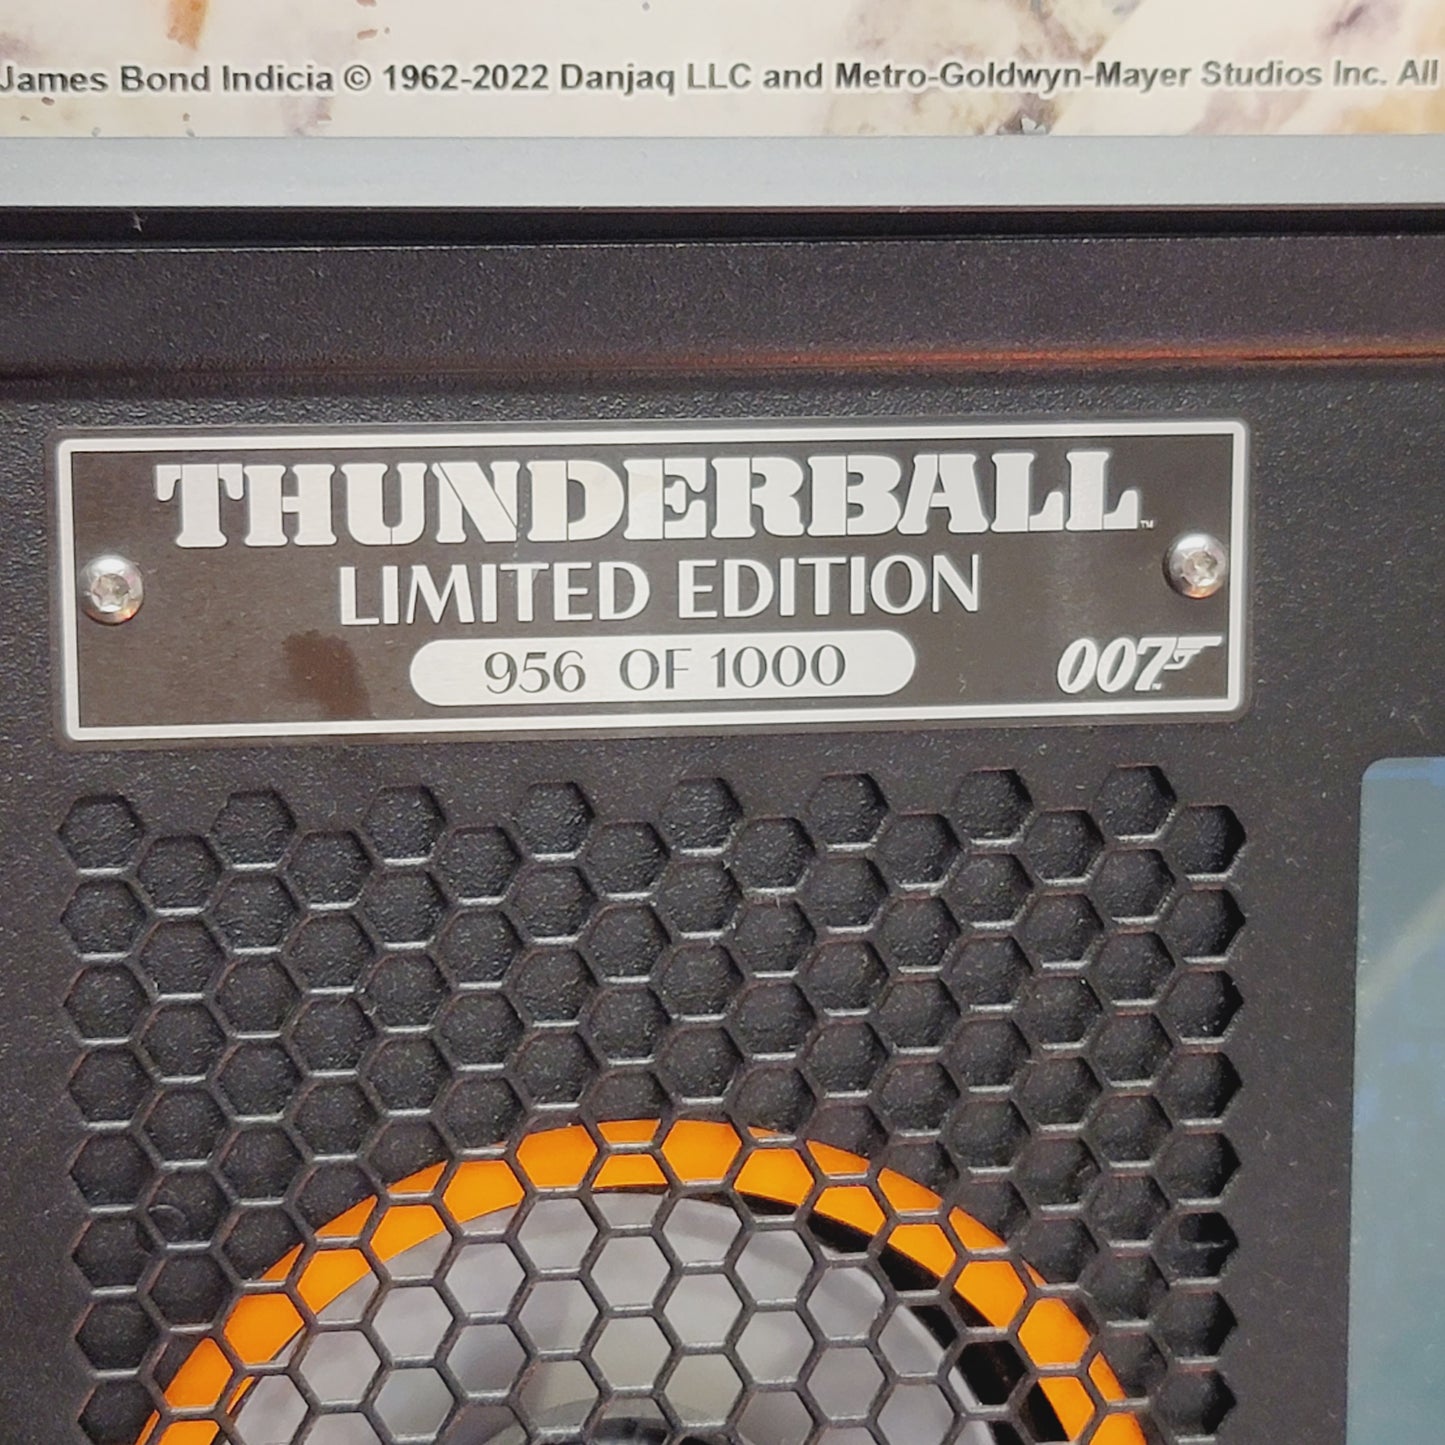 James Bond Indicia © 1962-2022 Danjaq LLC and Metro-Goldwyn-Mayer Studios Inc. All
THUNDERBALL™
LIMITED EDITION
956 OF 1000
007